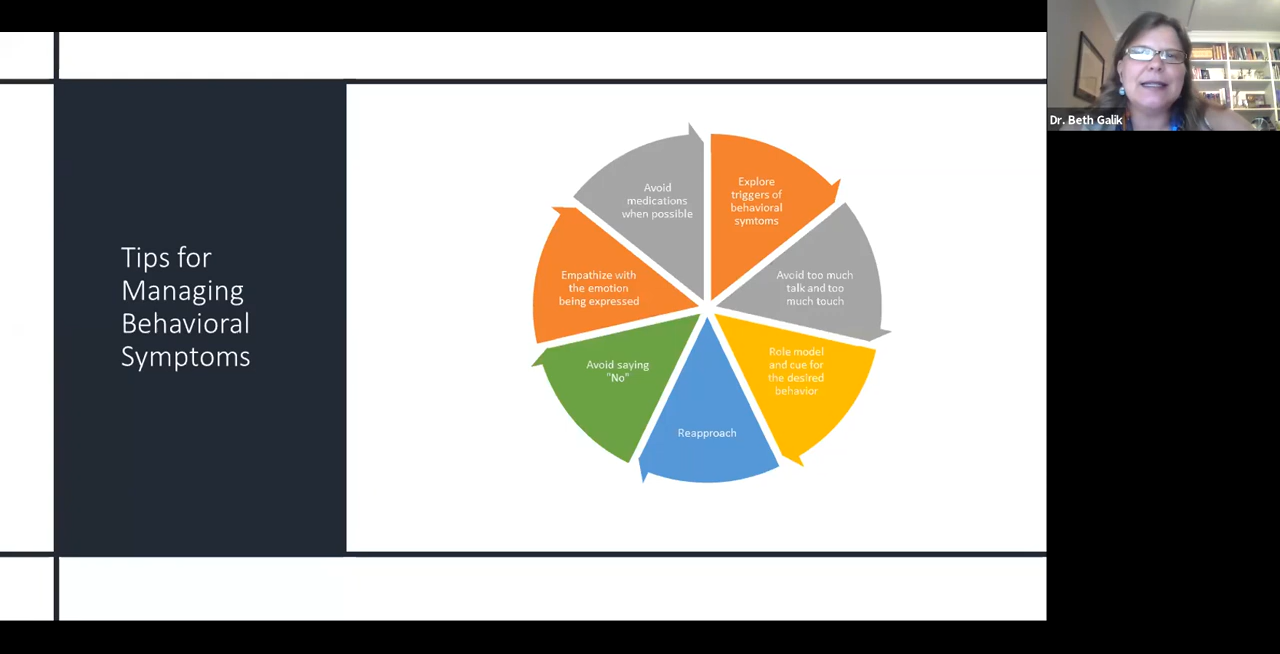 Tips for
Managing
Behavioral
Symptoms
Explore
triggers of
behavioral
symtoms
Avoid too much
talk and too
much touch
Role model
and cue for
the desired
behavior
Reapproach
Avoid saying
"No"
Empathize with
the emotion
being expressed
Avoid
medications
when possible
Dr. Beth Galik